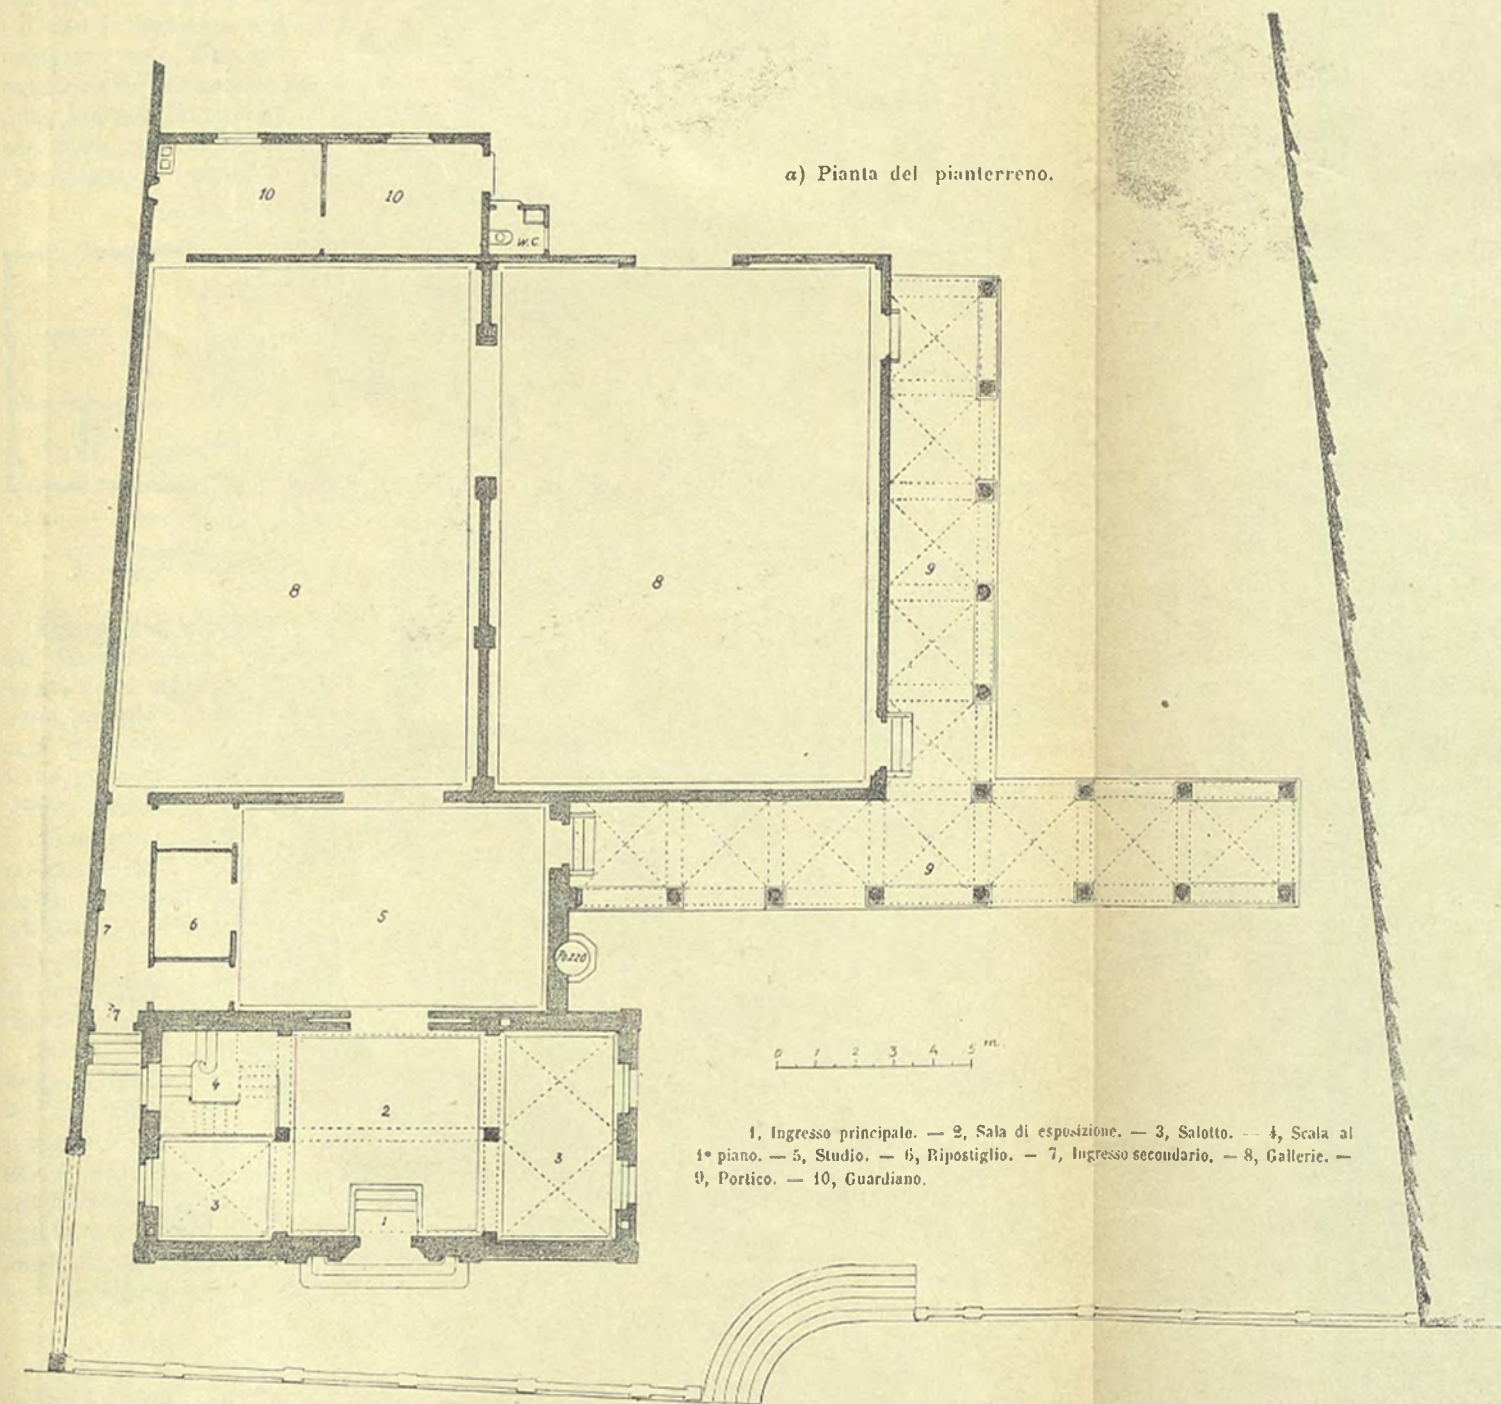 a) Pianta del pianterreno.
10
10
W.C
8
8
9
9
7
6
5
Pozzo
7
4
2
3
3
1
0 1 2 3 4 5 m.
1, Ingresso principale. — 2, Sala di esposizione. — 3, Salotto. — 4, Scala al
1° piano. — 5, Studio. — 6, Ripostiglio. — 7, Ingresso secondario. — 8, Gallerie. —
9, Portico. — 10, Guardiano.